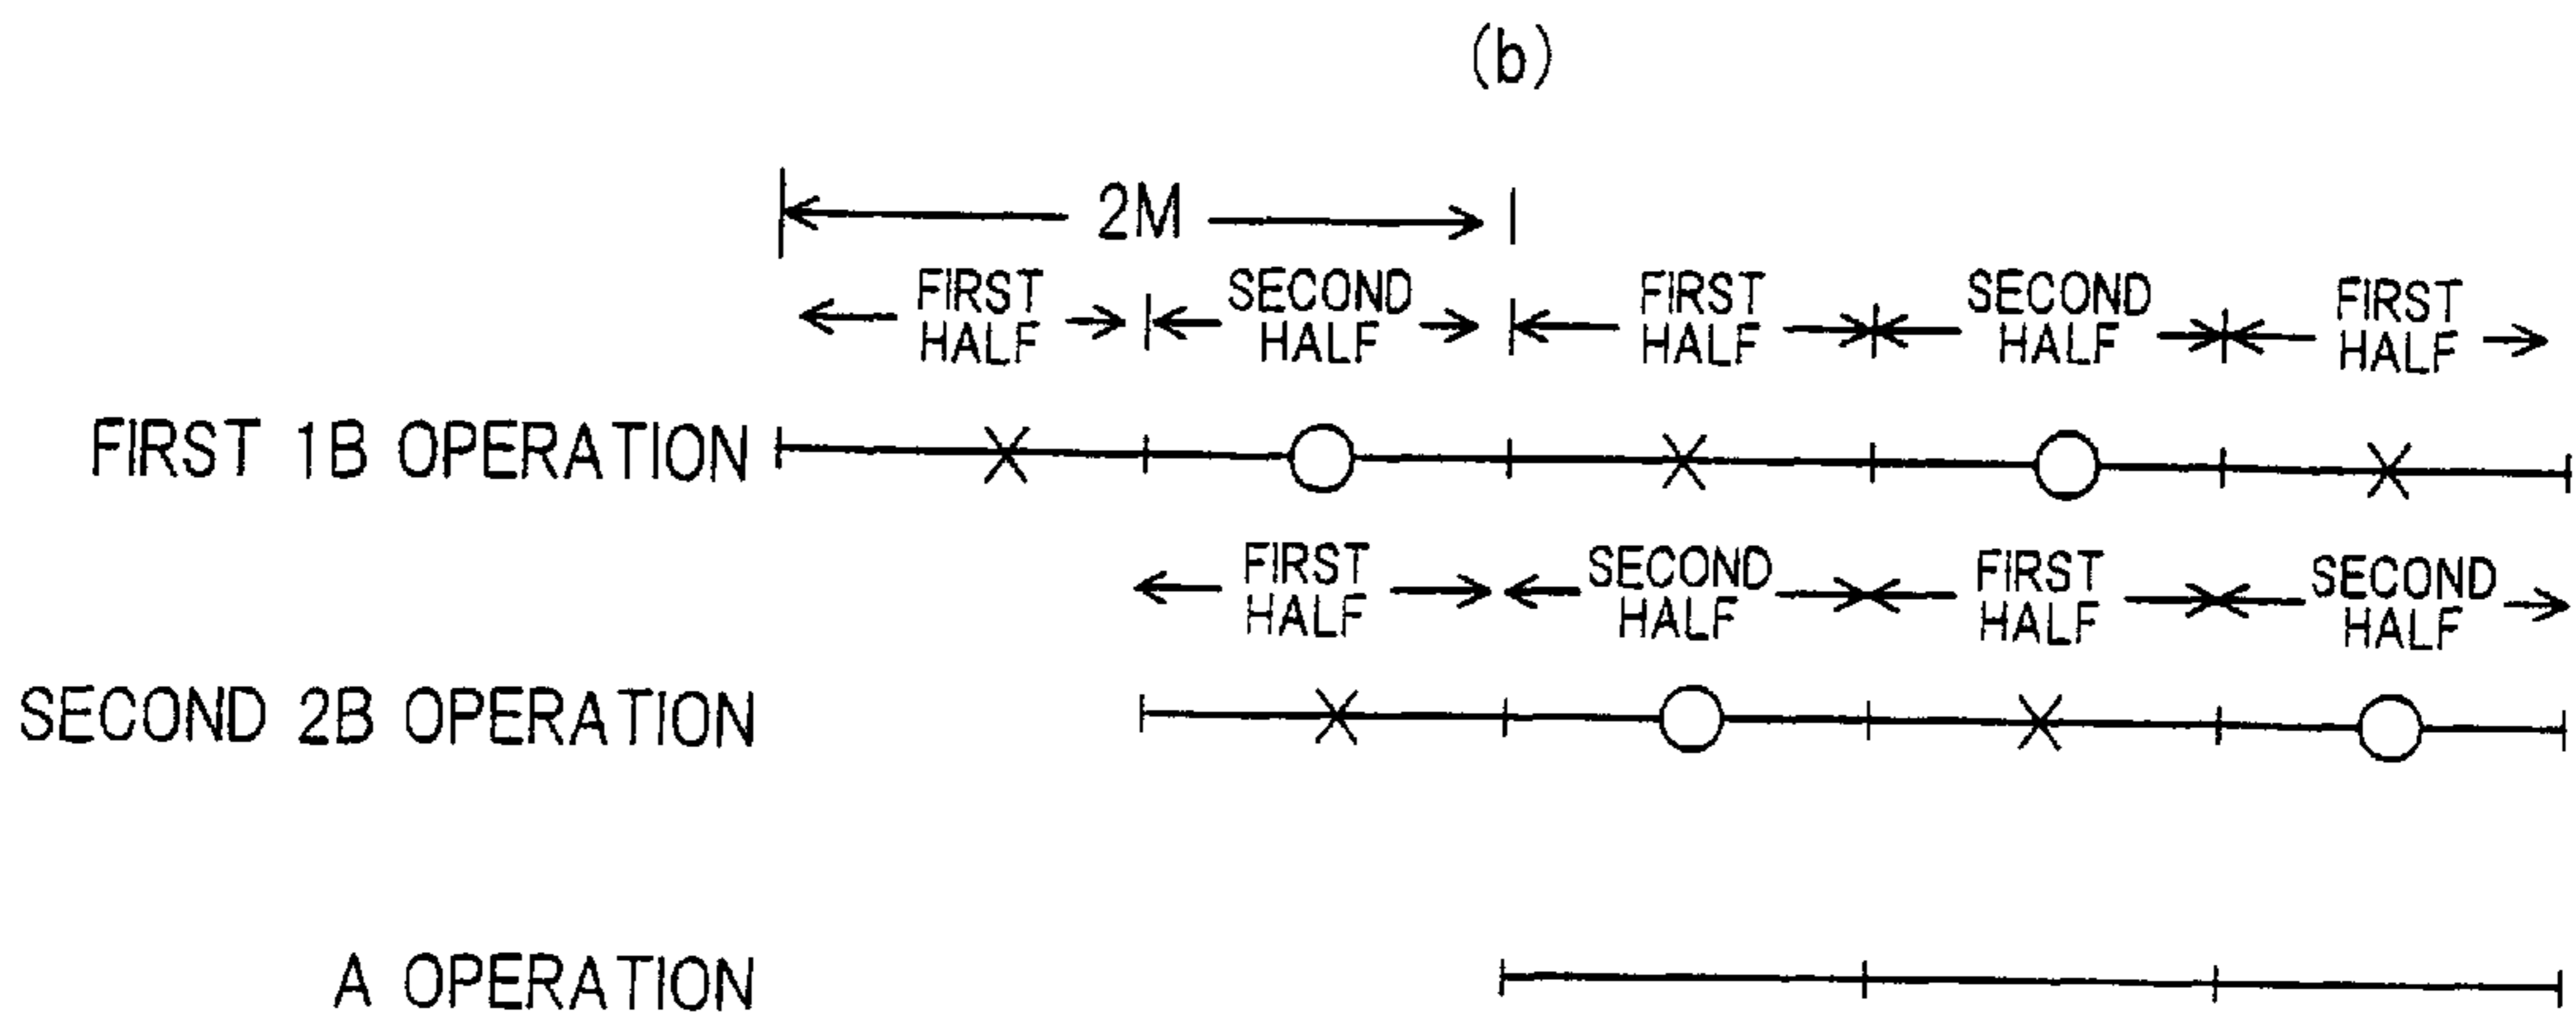 (b)
2M
FIRST HALF SECOND HALF FIRST HALF SECOND HALF FIRST HALF
FIRST 1B OPERATION
FIRST HALF SECOND HALF FIRST HALF SECOND HALF
SECOND 2B OPERATION
A OPERATION